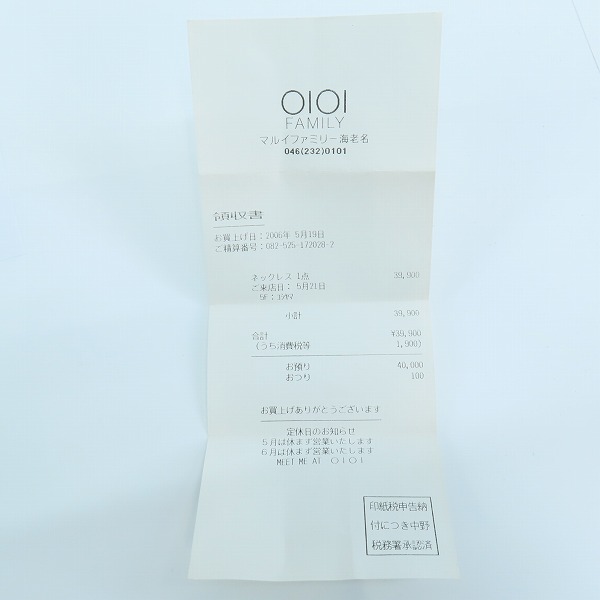 OIOI
FAMILY
マルイファミリー海老名
046(232)0101
領収書
お買上げ日：2006年 5月19日
ご精算番号：082-525-172028-2
ネックレス 1点 39,900
ご来店日： 5月21日
小計 39,900
合計 ¥39,900
(うち消費税等 1,900)
お預り 40,000
おつり 100
お買上げありがとうございます
定休日のお知らせ
5月は休まず営業いたします
6月は休まず営業いたします
MEET ME AT OIOI
印紙税申告納
付につき中野
税務署承認済